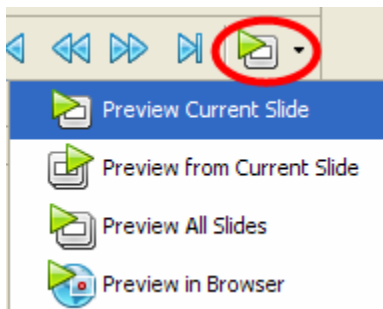 Preview Current Slide
Preview from Current Slide
Preview All Slides
Preview in Browser